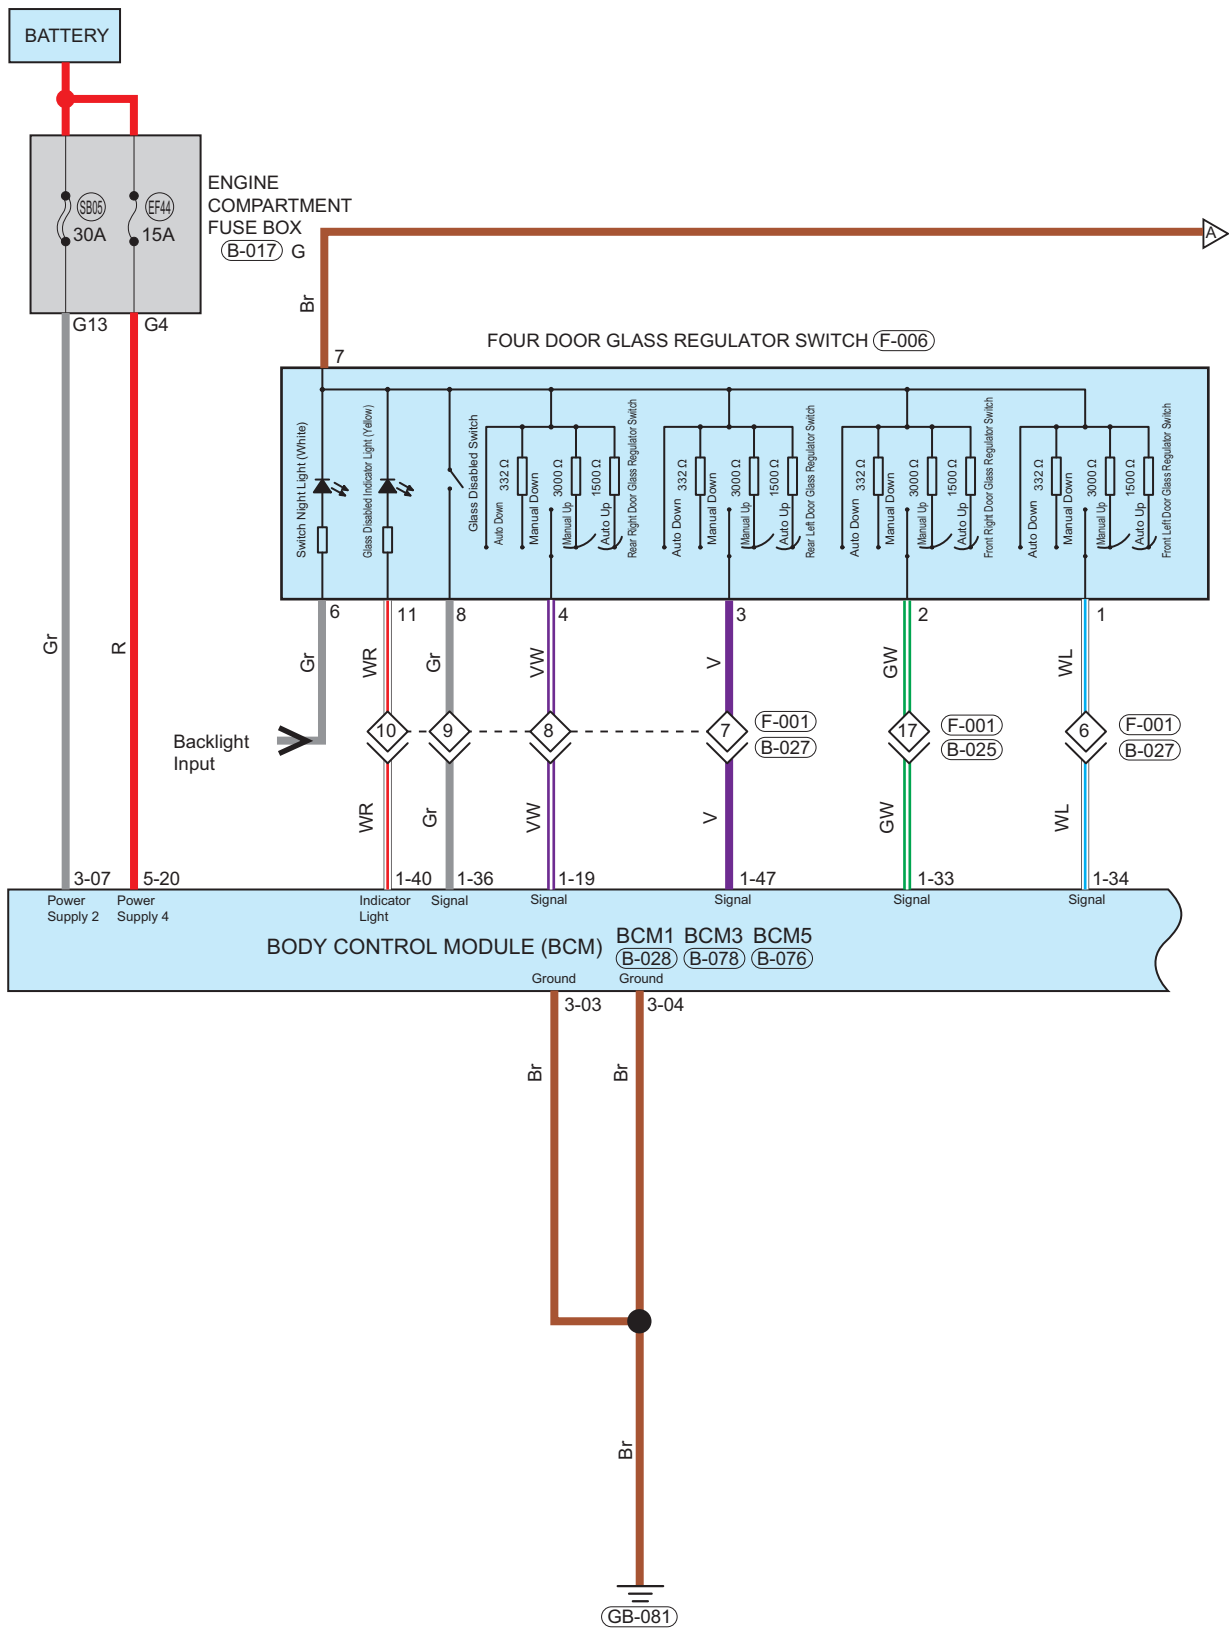 BATTERY
SB05
30A
EF44
15A
ENGINE
COMPARTMENT
FUSE BOX
B-017 G
A
Br
G13
G4
FOUR DOOR GLASS REGULATOR SWITCH F-006
7
Switch Night Light (White)
Glass Disabled Indicator Light (Yellow)
Glass Disabled Switch
Auto Down
332 Ω
Manual Down
3000 Ω
Manual Up
1500 Ω
Auto Up
Rear Right Door Glass Regulator Switch
Auto Down
332 Ω
Manual Down
3000 Ω
Manual Up
1500 Ω
Auto Up
Rear Left Door Glass Regulator Switch
Auto Down
332 Ω
Manual Down
3000 Ω
Manual Up
1500 Ω
Auto Up
Front Right Door Glass Regulator Switch
Auto Down
332 Ω
Manual Down
3000 Ω
Manual Up
1500 Ω
Auto Up
Front Left Door Glass Regulator Switch
6
11
8
4
3
2
1
Gr
R
Gr
WR
Gr
VW
V
GW
WL
Backlight
Input
10
9
8
7
F-001
B-027
17
F-001
B-025
6
F-001
B-027
WR
Gr
VW
V
GW
WL
3-07
5-20
1-40
1-36
1-19
1-47
1-33
1-34
Power
Supply 2
Power
Supply 4
Indicator
Light
Signal
Signal
Signal
Signal
Signal
BODY CONTROL MODULE (BCM)
BCM1 BCM3 BCM5
B-028 B-078 B-076
Ground
Ground
3-03
3-04
Br
Br
Br
GB-081